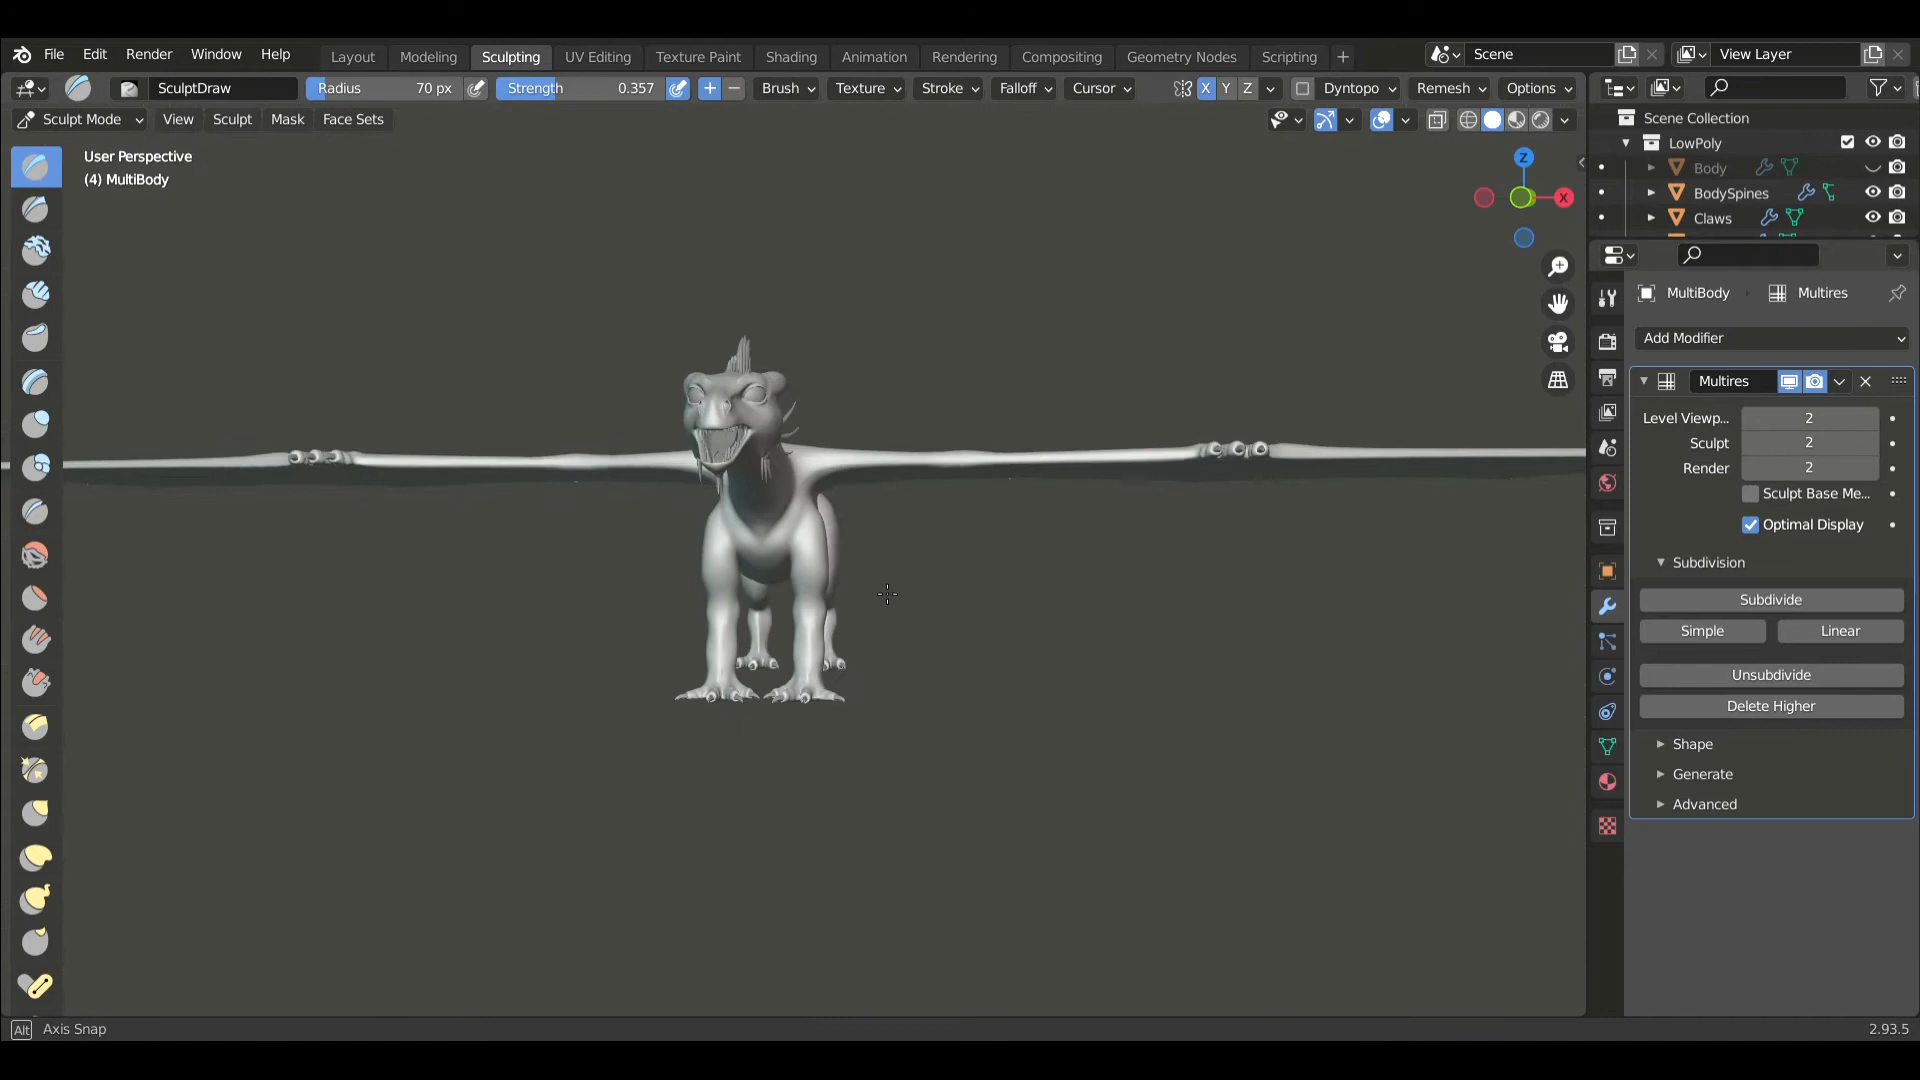 File Edit Render Window Help Layout Modeling Sculpting UV Editing Texture Paint Shading Animation Rendering Compositing Geometry Nodes Scripting + Scene View Layer
SculptDraw Radius 70 px Strength 0.357 Brush Texture Stroke Falloff Cursor X Y Z Dyntopo Remesh Options
Sculpt Mode View Sculpt Mask Face Sets
Scene Collection
LowPoly
Body
BodySpines
Claws
User Perspective
(4) MultiBody
Z
X
MultiBody Multires
Add Modifier
Multires
Level Viewp... 2
Sculpt 2
Render 2
Sculpt Base Me...
Optimal Display
Subdivision
Subdivide
Simple Linear
Unsubdivide
Delete Higher
Shape
Generate
Advanced
Alt Axis Snap 2.93.5